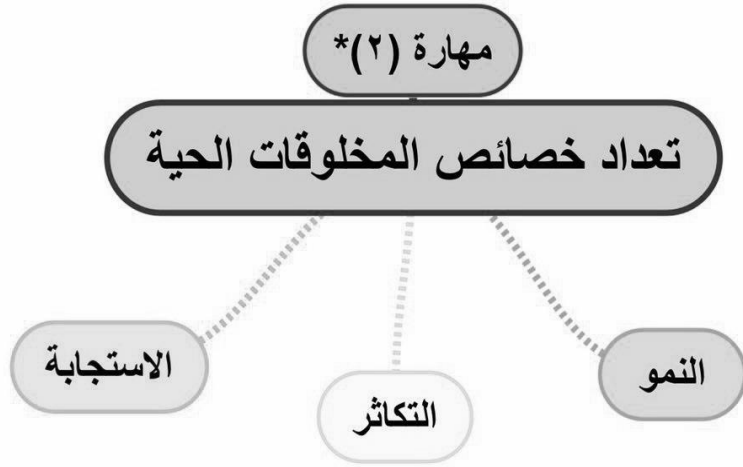 مهارة (٢)*
تعداد خصائص المخلوقات الحية
النمو
التكاثر
الاستجابة